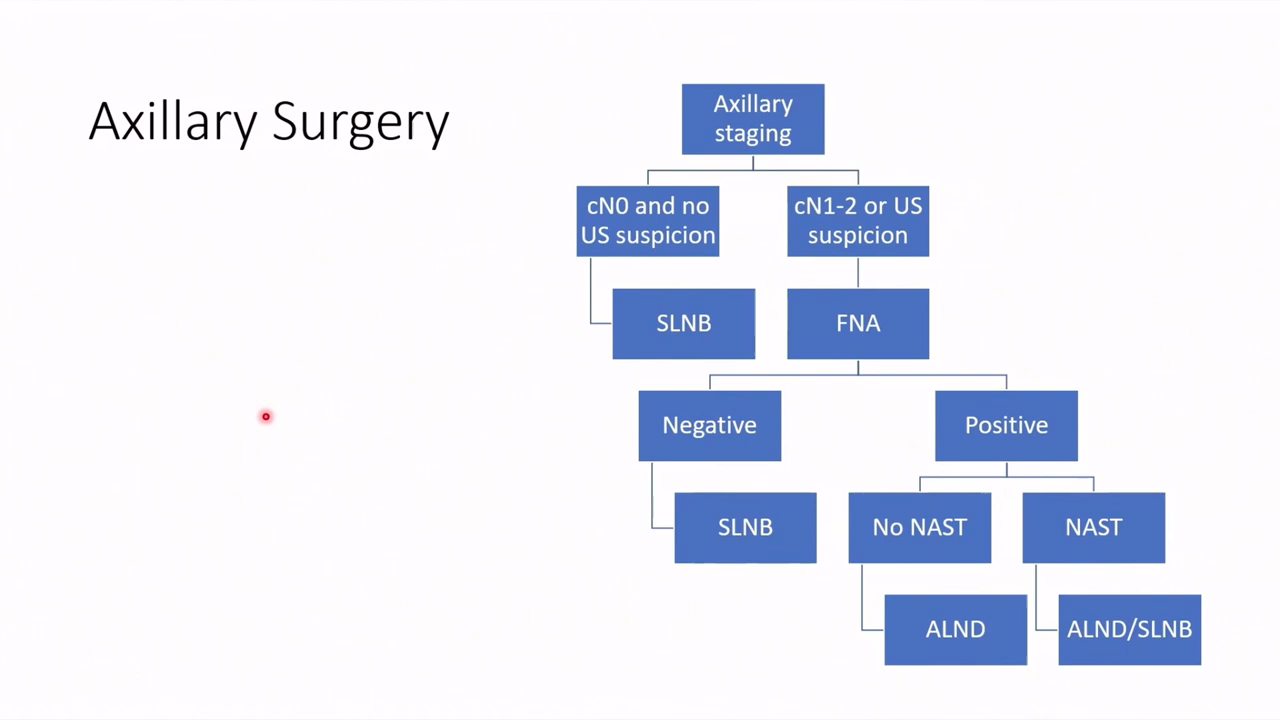 Axillary Surgery
Axillary
staging
cN0 and no
US suspicion
cN1-2 or US
suspicion
SLNB
FNA
Negative
Positive
SLNB
No NAST
NAST
ALND
ALND/SLNB